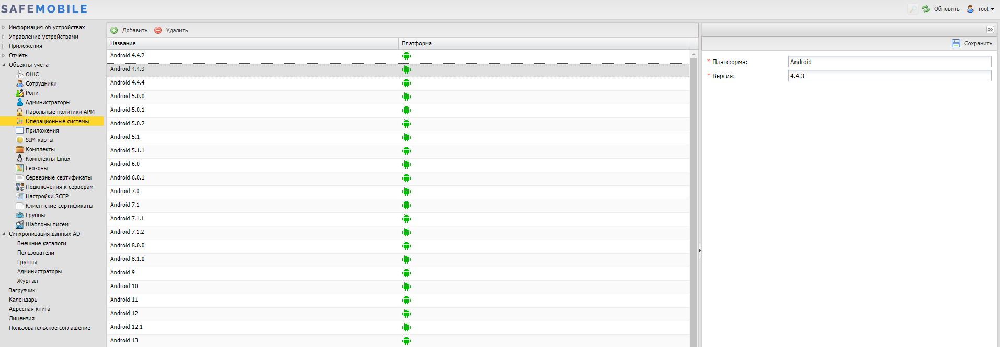 SAFEMOBILE
Обновить
root
Информация об устройствах
Управление устройствами
Приложения
Отчёты
Объекты учёта
ОШС
Сотрудники
Роли
Администраторы
Парольные политики АРМ
Операционные системы
Приложения
SIM-карты
Комплекты
Комплекты Linux
Геозоны
Серверные сертификаты
Подключения к серверам
Настройки SCEP
Клиентские сертификаты
Группы
Шаблоны писем
Синхронизация данных AD
Внешние каталоги
Пользователи
Группы
Администраторы
Журнал
Загрузчик
Календарь
Адресная книга
Лицензия
Пользовательское соглашение
Добавить Удалить
Название Платформа
Android 4.4.2
Android 4.4.3
Android 4.4.4
Android 5.0.0
Android 5.0.1
Android 5.0.2
Android 5.1
Android 5.1.1
Android 6.0
Android 6.0.1
Android 7.0
Android 7.1
Android 7.1.1
Android 7.1.2
Android 8.0.0
Android 8.1.0
Android 9
Android 10
Android 11
Android 12
Android 12.1
Android 13
Сохранить
* Платформа: Android
* Версия: 4.4.3